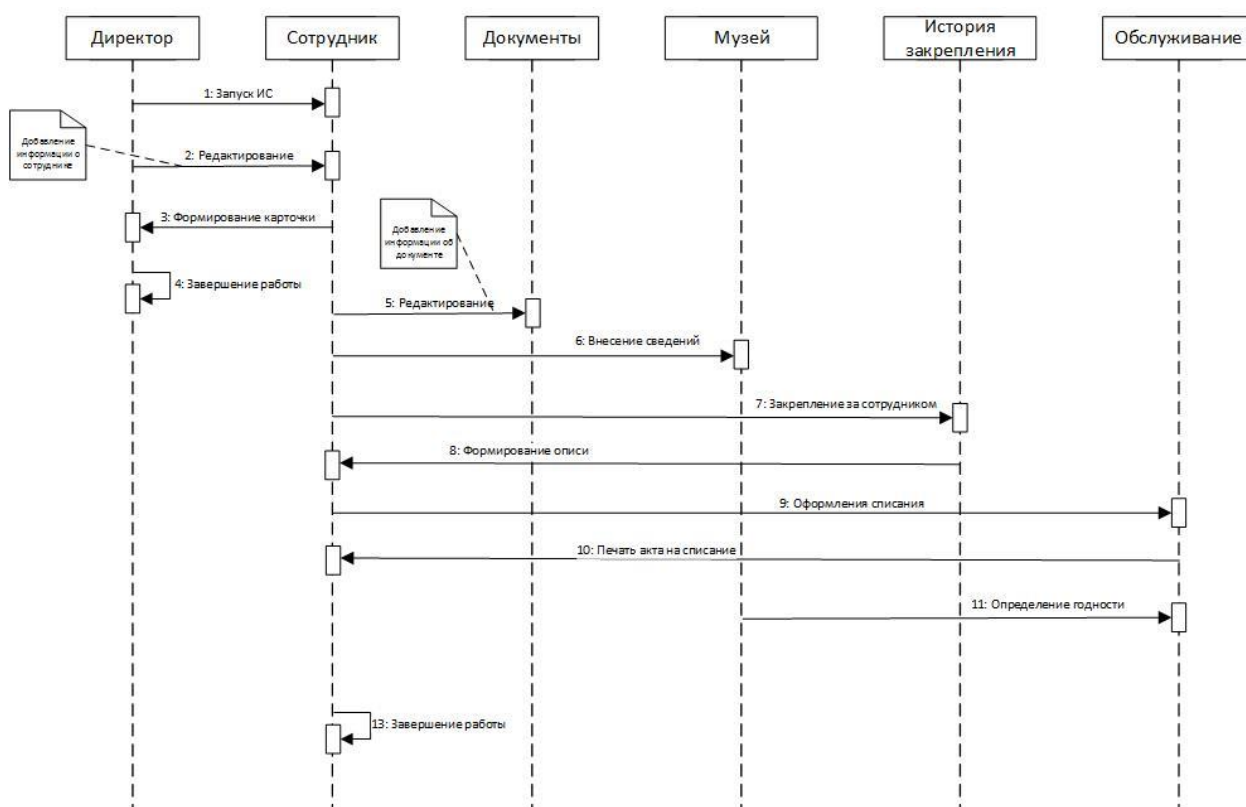 Директор
Сотрудник
Документы
Музей
История
закрепления
Обслуживание
1: Запуск ИС
Добавление
информации о
сотруднике
2: Редактирование
3: Формирование карточки
Добавление
информации об
документе
4: Завершение работы
5: Редактирование
6: Внесение сведений
7: Закрепление за сотрудником
8: Формирование описи
9: Оформления списания
10: Печать акта на списание
11: Определение годности
13: Завершение работы